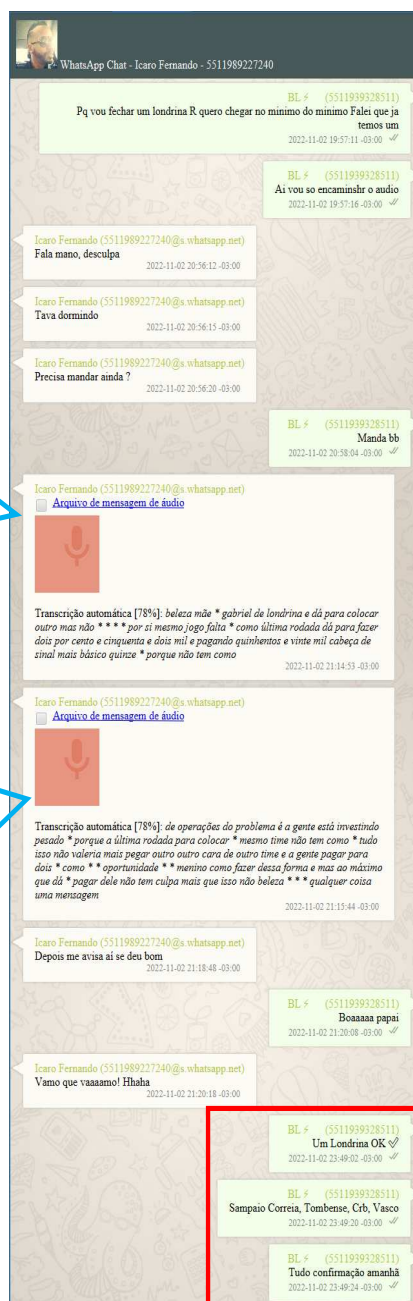 WhatsApp Chat - Icaro Fernando - 5511989227240
BL⚡ (5511939328511)
Pq vou fechar um londrina R quero chegar no minimo do minimo Falei que ja
temos um
2022-11-02 19:57:11 -03:00
BL⚡ (5511939328511)
Ai vou so encaminshr o audio
2022-11-02 19:57:16 -03:00
Icaro Fernando (5511989227240@s.whatsapp.net)
Fala mano, desculpa
2022-11-02 20:56:12 -03:00
Icaro Fernando (5511989227240@s.whatsapp.net)
Tava dormindo
2022-11-02 20:56:15 -03:00
Icaro Fernando (5511989227240@s.whatsapp.net)
Precisa mandar ainda ?
2022-11-02 20:56:20 -03:00
BL⚡ (5511939328511)
Manda bb
2022-11-02 20:58:04 -03:00
Icaro Fernando (5511989227240@s.whatsapp.net)
Arquivo de mensagem de áudio
Transcrição automática [78%]: beleza mãe * gabriel de londrina e dá para colocar
outro mas não * * * * por si mesmo jogo falta * como última rodada dá para fazer
dois por cento e cinquenta e dois mil e pagando quinhentos e vinte mil cabeça de
sinal mais básico quinze * porque não tem como
2022-11-02 21:14:53 -03:00
Icaro Fernando (5511989227240@s.whatsapp.net)
Arquivo de mensagem de áudio
Transcrição automática [78%]: de operações do problema é a gente está investindo
pesado * porque a última rodada para colocar * mesmo time não tem como * tudo
isso não valeria mais pegar outro outro cara de outro time e a gente pagar para
dois * como * * oportunidade * * menino como fazer dessa forma e mas ao máximo
que dá * pagar dele não tem culpa mais que isso não beleza * * * qualquer coisa
uma mensagem
2022-11-02 21:15:44 -03:00
Icaro Fernando (5511989227240@s.whatsapp.net)
Depois me avisa aí se deu bom
2022-11-02 21:18:48 -03:00
BL⚡ (5511939328511)
Boaaaaa papai
2022-11-02 21:20:08 -03:00
Icaro Fernando (5511989227240@s.whatsapp.net)
Vamo que vaaaamo! Hhaha
2022-11-02 21:20:18 -03:00
BL⚡ (5511939328511)
Um Londrina OK ✅
2022-11-02 23:49:02 -03:00
BL⚡ (5511939328511)
Sampaio Correia, Tombense, Crb, Vasco
2022-11-02 23:49:20 -03:00
BL⚡ (5511939328511)
Tudo confirmação amanhã
2022-11-02 23:49:24 -03:00